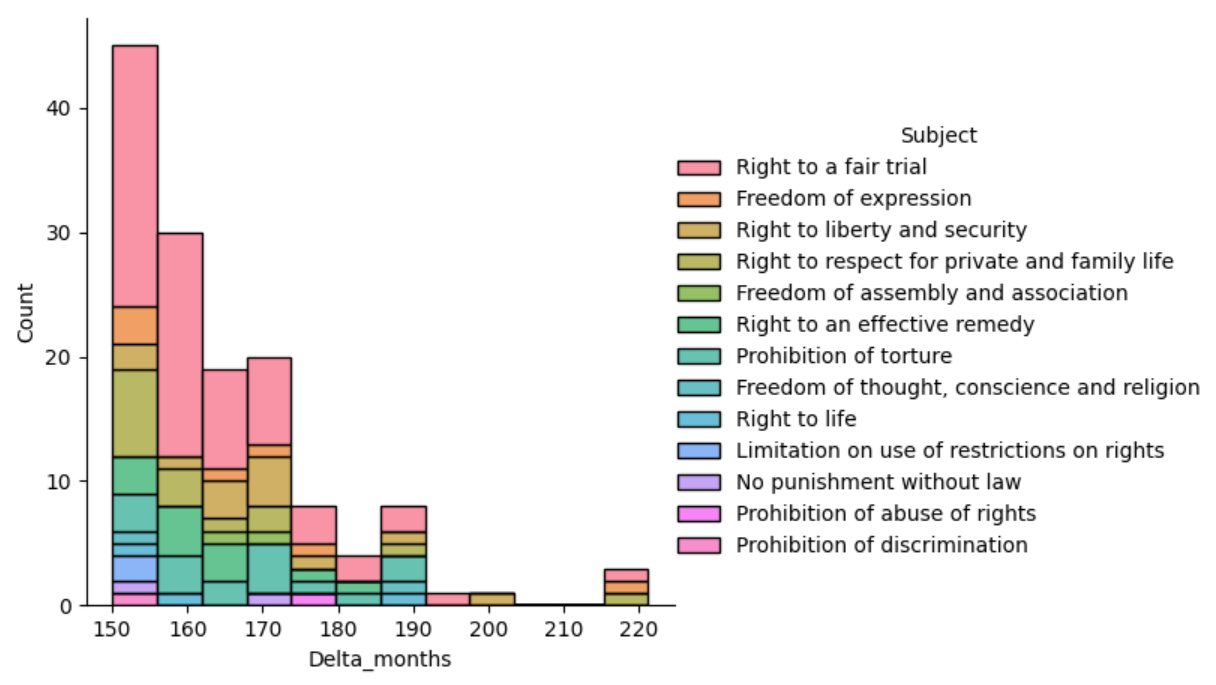 40
30
20
10
0
Count
150 160 170 180 190 200 210 220
Delta_months
Subject
Right to a fair trial
Freedom of expression
Right to liberty and security
Right to respect for private and family life
Freedom of assembly and association
Right to an effective remedy
Prohibition of torture
Freedom of thought, conscience and religion
Right to life
Limitation on use of restrictions on rights
No punishment without law
Prohibition of abuse of rights
Prohibition of discrimination